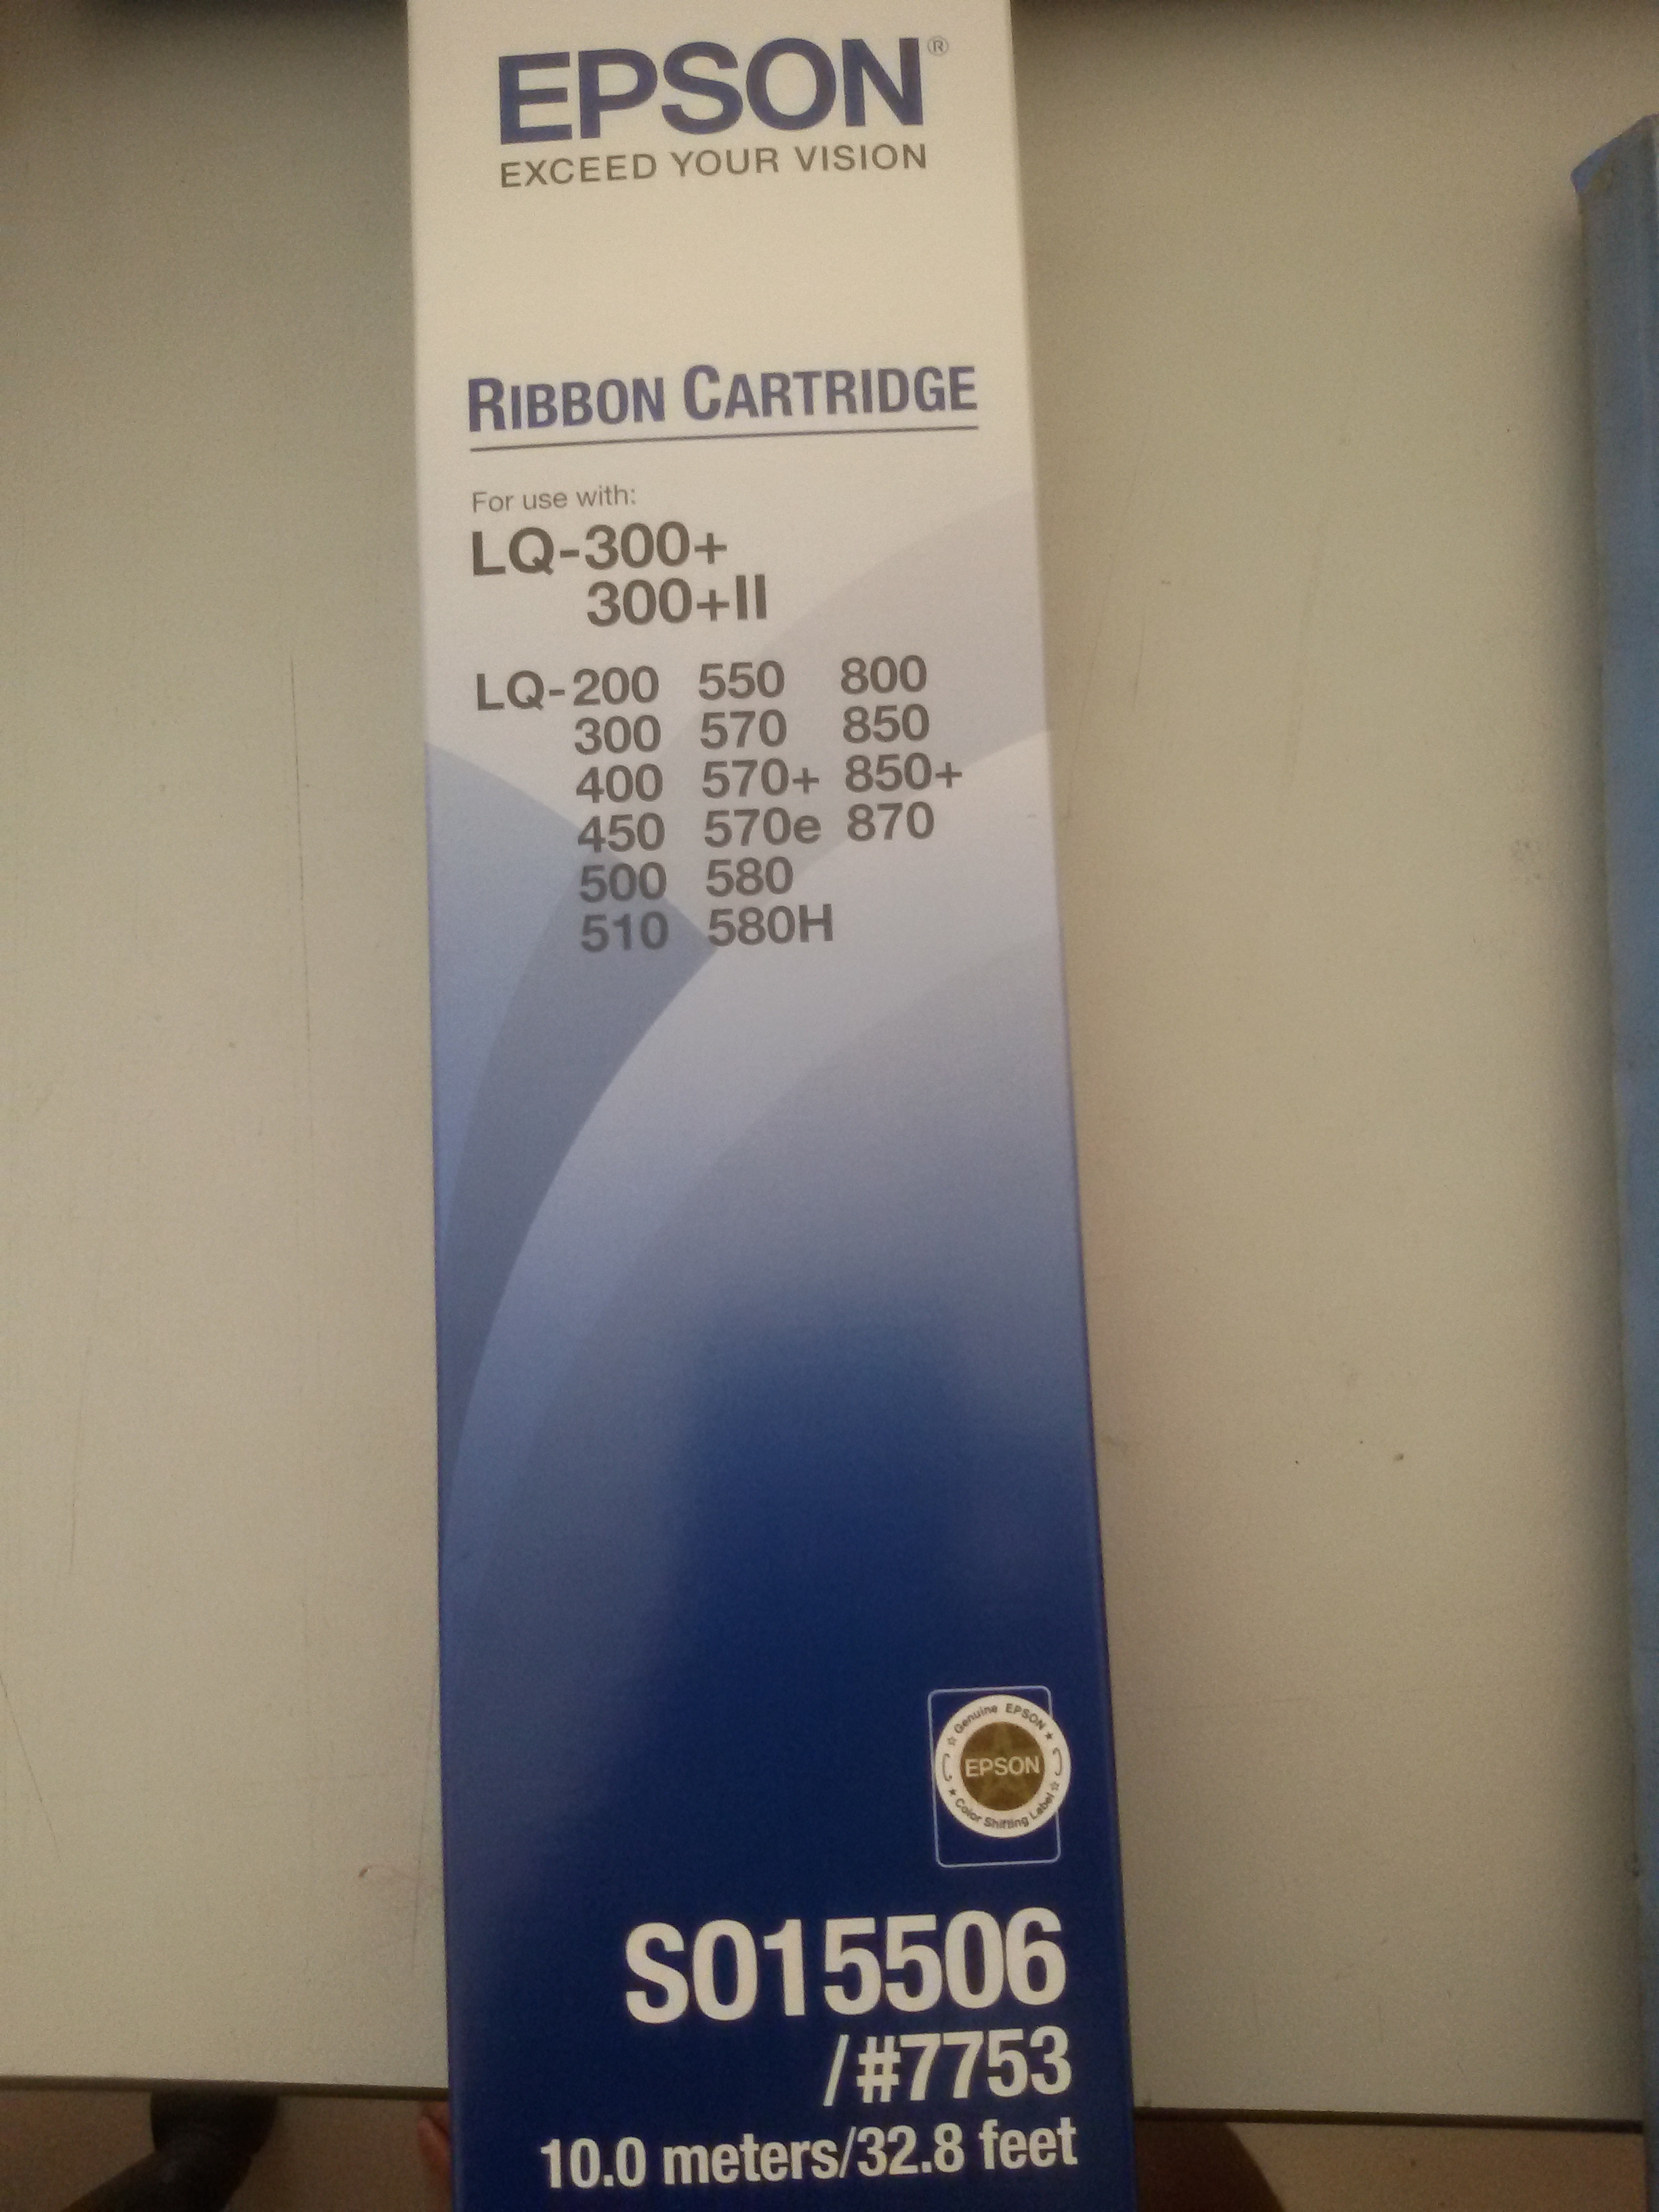 EPSON®
EXCEED YOUR VISION
RIBBON CARTRIDGE
For use with:
LQ-300+
300+II
LQ-200 550 800
300 570 850
400 570+ 850+
450 570e 870
500 580
510 580H
Genuine EPSON
EPSON
Color Shifting Label
S015506
/#7753
10.0 meters/32.8 feet